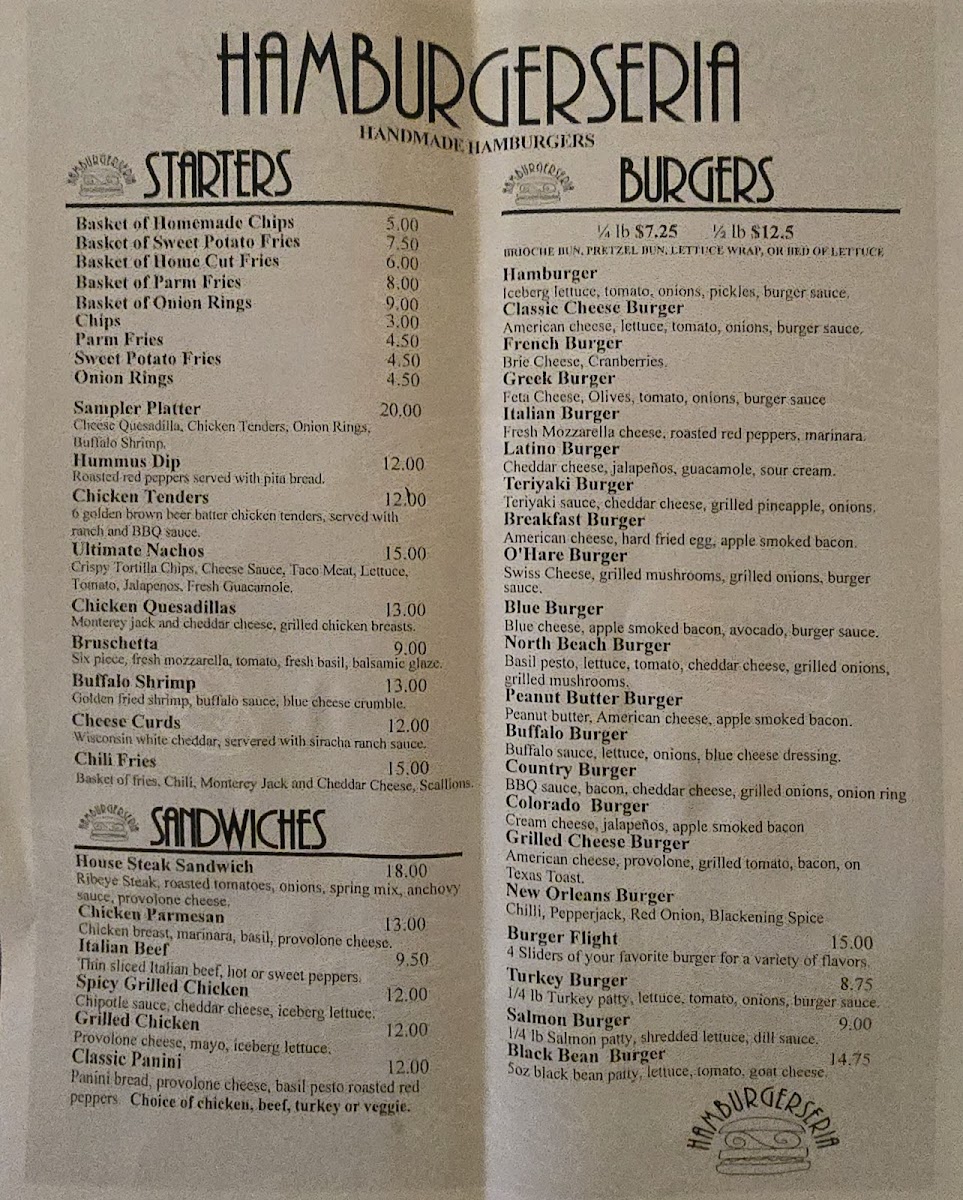 HAMBURGERSERIA
HANDMADE HAMBURGERS
HAMBURGERSERIA
STARTERS
Basket of Homemade Chips 5.00
Basket of Sweet Potato Fries 7.50
Basket of Home Cut Fries 6.00
Basket of Parm Fries 8.00
Basket of Onion Rings 9.00
Chips 3.00
Parm Fries 4.50
Sweet Potato Fries 4.50
Onion Rings 4.50
Sampler Platter 20.00
Cheese Quesadilla, Chicken Tenders, Onion Rings,
Buffalo Shrimp.
Hummus Dip 12.00
Roasted red peppers served with pita bread.
Chicken Tenders 12.00
6 golden brown beer batter chicken tenders, served with
ranch and BBQ sauce.
Ultimate Nachos 15.00
Crispy Tortilla Chips, Cheese Sauce, Taco Meat, Lettuce,
Tomato, Jalapenos, Fresh Guacamole.
Chicken Quesadillas 13.00
Monterey jack and cheddar cheese, grilled chicken breasts.
Bruschetta 9.00
Six piece, fresh mozzarella, tomato, fresh basil, balsamic glaze.
Buffalo Shrimp 13.00
Golden fried shrimp, buffalo sauce, blue cheese crumble.
Cheese Curds 12.00
Wisconsin white cheddar, servered with siracha ranch sauce.
Chili Fries 15.00
Basket of fries, Chili, Monterey Jack and Cheddar Cheese, Scallions.
HAMBURGERSERIA
SANDWICHES
House Steak Sandwich 18.00
Ribeye Steak, roasted tomatoes, onions, spring mix, anchovy
sauce, provolone cheese.
Chicken Parmesan 13.00
Chicken breast, marinara, basil, provolone cheese.
Italian Beef 9.50
Thin sliced Italian beef, hot or sweet peppers.
Spicy Grilled Chicken 12.00
Chipotle sauce, cheddar cheese, iceberg lettuce.
Grilled Chicken 12.00
Provolone cheese, mayo, iceberg lettuce.
Classic Panini 12.00
Panini bread, provolone cheese, basil pesto roasted red
peppers. Choice of chicken, beef, turkey or veggie.
HAMBURGERSERIA
BURGERS
¼ lb $7.25 ½ lb $12.5
BRIOCHE BUN, PRETZEL BUN, LETTUCE WRAP, OR BED OF LETTUCE
Hamburger
Iceberg lettuce, tomato, onions, pickles, burger sauce.
Classic Cheese Burger
American cheese, lettuce, tomato, onions, burger sauce.
French Burger
Brie Cheese, Cranberries.
Greek Burger
Feta Cheese, Olives, tomato, onions, burger sauce
Italian Burger
Fresh Mozzarella cheese, roasted red peppers, marinara.
Latino Burger
Cheddar cheese, jalapeños, guacamole, sour cream.
Teriyaki Burger
Teriyaki sauce, cheddar cheese, grilled pineapple, onions.
Breakfast Burger
American cheese, hard fried egg, apple smoked bacon.
O'Hare Burger
Swiss Cheese, grilled mushrooms, grilled onions, burger
sauce.
Blue Burger
Blue cheese, apple smoked bacon, avocado, burger sauce.
North Beach Burger
Basil pesto, lettuce, tomato, cheddar cheese, grilled onions,
grilled mushrooms.
Peanut Butter Burger
Peanut butter, American cheese, apple smoked bacon.
Buffalo Burger
Buffalo sauce, lettuce, onions, blue cheese dressing.
Country Burger
BBQ sauce, bacon, cheddar cheese, grilled onions, onion ring
Colorado Burger
Cream cheese, jalapeños, apple smoked bacon
Grilled Cheese Burger
American cheese, provolone, grilled tomato, bacon, on
Texas Toast.
New Orleans Burger
Chilli, Pepperjack, Red Onion, Blackening Spice
Burger Flight 15.00
4 Sliders of your favorite burger for a variety of flavors.
Turkey Burger 8.75
1/4 lb Turkey patty, lettuce, tomato, onions, burger sauce.
Salmon Burger 9.00
1/4 lb Salmon patty, shredded lettuce, dill sauce.
Black Bean Burger 14.75
5oz black bean patty, lettuce, tomato, goat cheese.
HAMBURGERSERIA